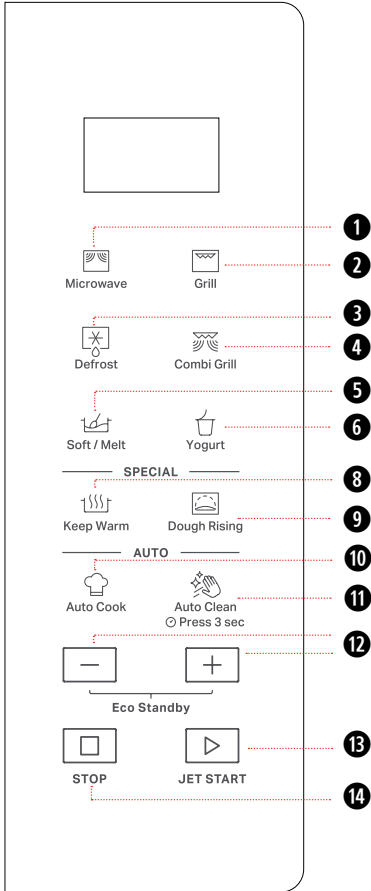 1
Microwave Grill
2
3
Defrost Combi Grill
4
5
Soft / Melt Yogurt
6
SPECIAL
8
Keep Warm Dough Rising
9
AUTO
10
Auto Cook Auto Clean
11
Press 3 sec
12
− +
Eco Standby
13
STOP JET START
14